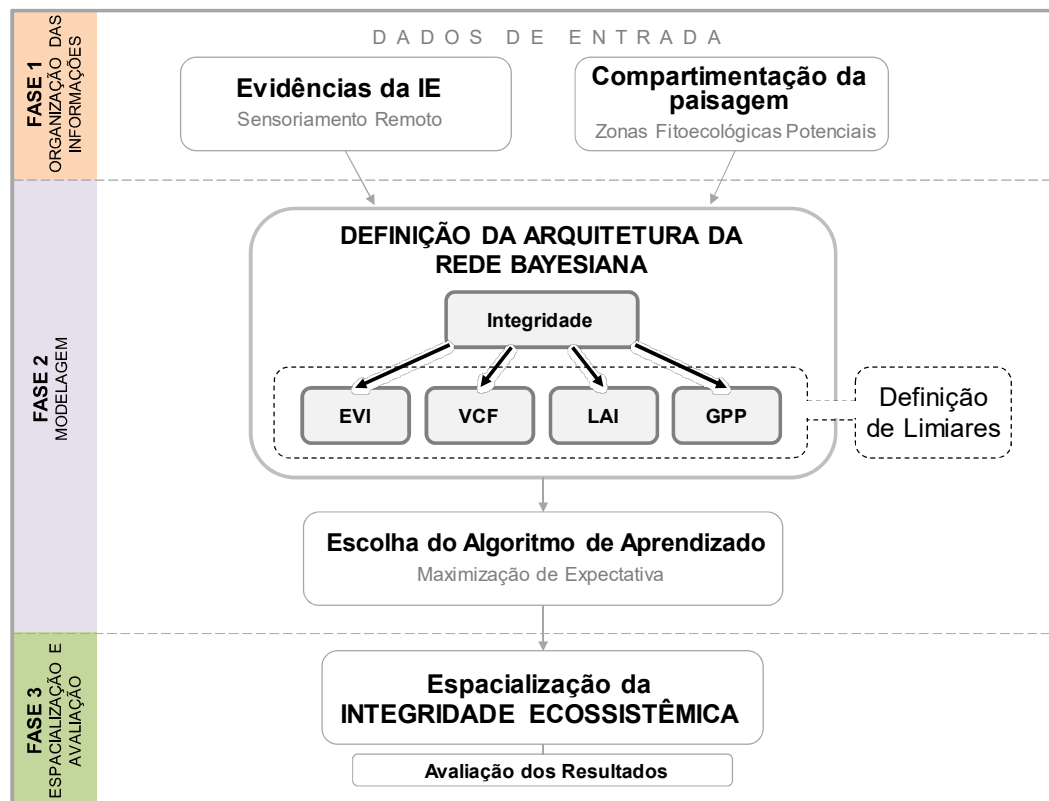 DADOS DE ENTRADA
FASE 1
ORGANIZAÇÃO DAS
INFORMAÇÕES
Evidências da IE
Sensoriamento Remoto
Compartimentação da
paisagem
Zonas Fitoecológicas Potenciais
FASE 2
MODELAGEM
DEFINIÇÃO DA ARQUITETURA DA
REDE BAYESIANA
Integridade
EVI
VCF
LAI
GPP
Definição
de Limiares
Escolha do Algoritmo de Aprendizado
Maximização de Expectativa
FASE 3
ESPACIALIZAÇÃO E
AVALIAÇÃO
Espacialização da
INTEGRIDADE ECOSSISTÊMICA
Avaliação dos Resultados